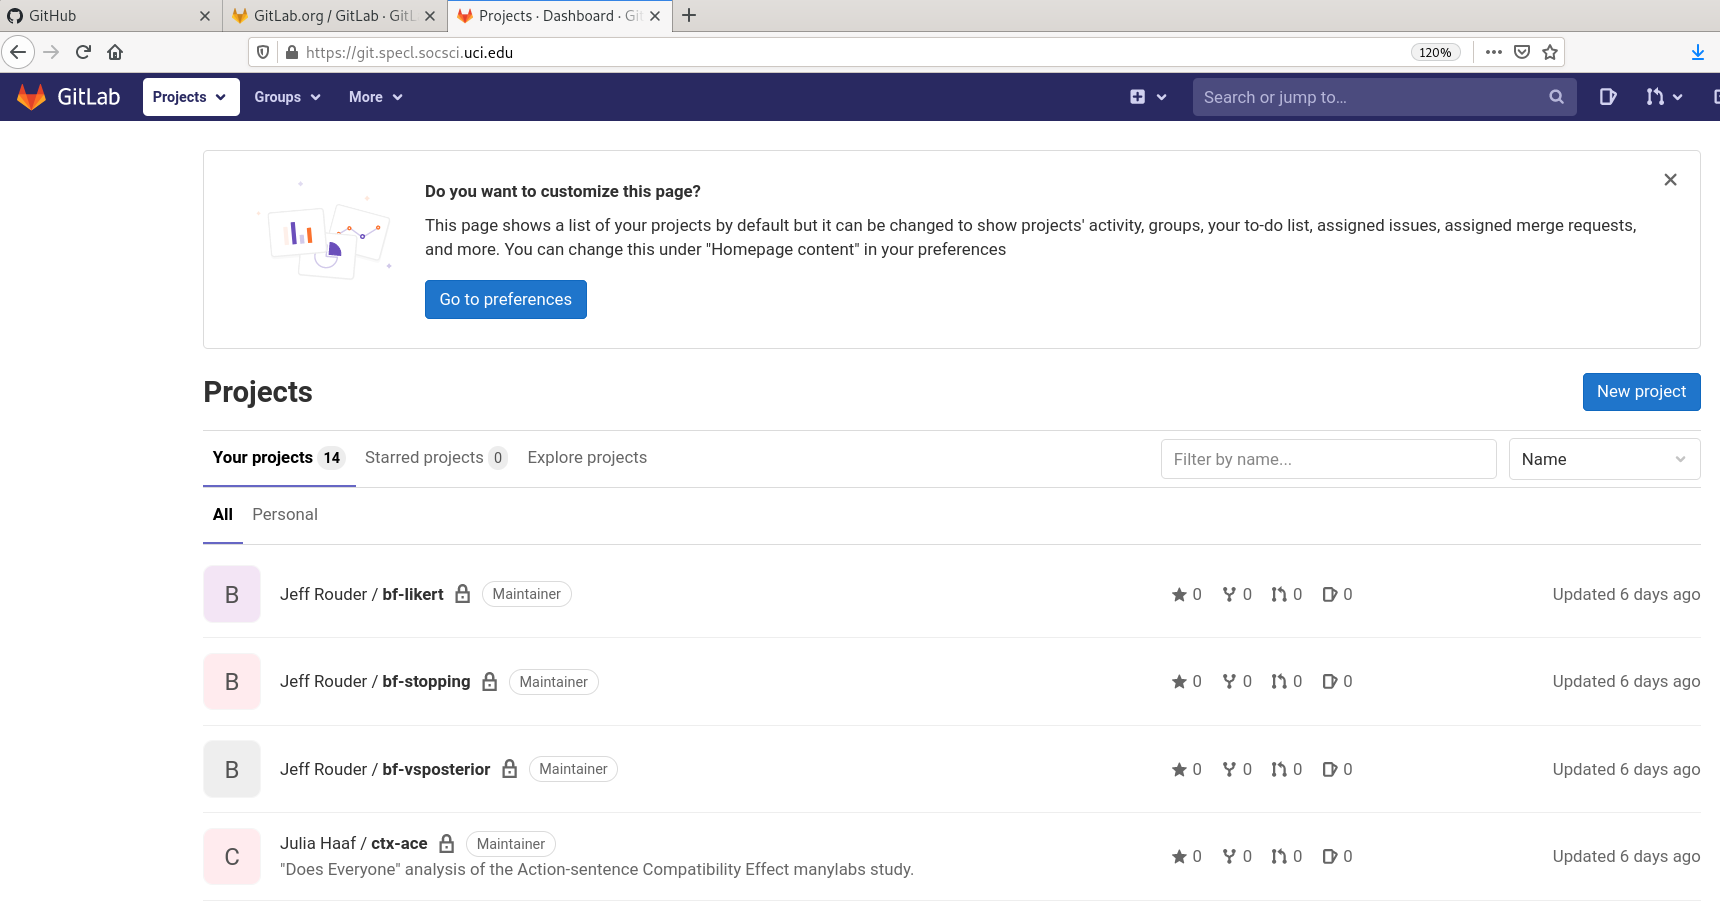 GitHub
GitLab.org / GitLab · GitL
Projects · Dashboard · Git
https://git.specl.socsci.uci.edu
120%
GitLab
Projects
Groups
More
Search or jump to...
Do you want to customize this page?
This page shows a list of your projects by default but it can be changed to show projects' activity, groups, your to-do list, assigned issues, assigned merge requests,
and more. You can change this under "Homepage content" in your preferences
Go to preferences
Projects
New project
Your projects 14
Starred projects 0
Explore projects
Filter by name...
Name
All
Personal
B
Jeff Rouder / bf-likert
Maintainer
0 0 0 0
Updated 6 days ago
B
Jeff Rouder / bf-stopping
Maintainer
0 0 0 0
Updated 6 days ago
B
Jeff Rouder / bf-vsposterior
Maintainer
0 0 0 0
Updated 6 days ago
C
Julia Haaf / ctx-ace
Maintainer
"Does Everyone" analysis of the Action-sentence Compatibility Effect manylabs study.
0 0 0 0
Updated 6 days ago